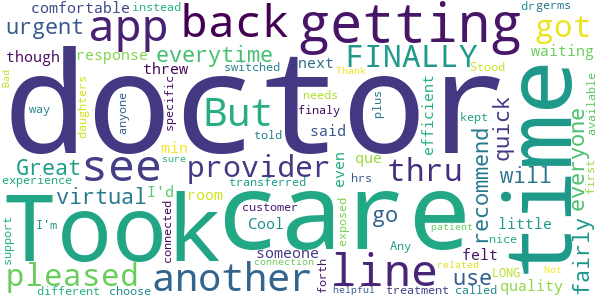 comfortable instead dr germs
urgent app back getting got
though response everytime FINALLY waiting
Bad threw switched next Stood Thank
doctor time
daughters way anyone specific But needs plus finaly efficient
told said hrs kept min que even
Great see provider thru quick everyone available
sure recommend first
experience virtual I'd room transferred will fairly
Took care
connected customer exposed go patient little
I'm Cool someone Any felt nice
support connection LONG related Not
pleased another line use quality
different choose forth helpful treatment called